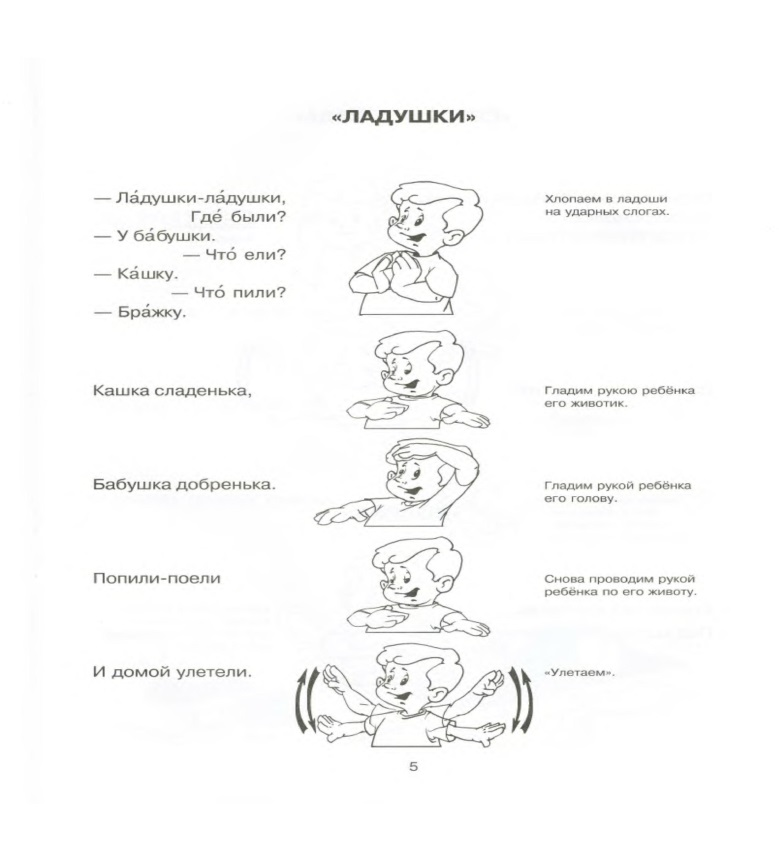 «ЛАДУШКИ»
— Ла́душки-ла́душки,
Где́ были?
— У ба́бушки.
— Что́ ели?
— Ка́шку.
— Что́ пили?
— Бра́жку.
Хлопаем в ладоши
на ударных слогах.
Кашка сладенька,
Гладим рукою ребёнка
его животик.
Бабушка добренька.
Гладим рукой ребёнка
его голову.
Попили-поели
Снова проводим рукой
ребёнка по его животу.
И домой улетели.
«Улетаем».
5